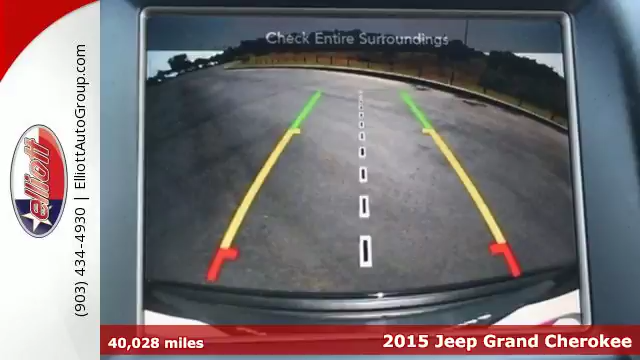 Check Entire Surroundings
elliott
(903) 434-4930 | ElliottAutoGroup.com
40,028 miles
2015 Jeep Grand Cherokee